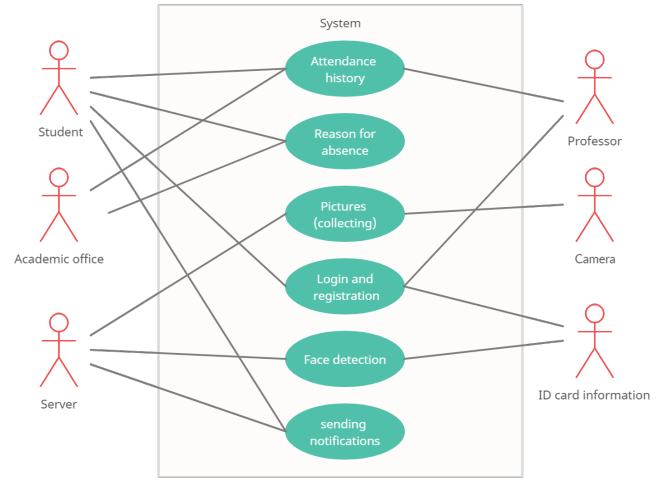 System
Attendance
history
Student
Professor
Reason for
absence
Academic office
Pictures
(collecting)
Camera
Login and
registration
Server
Face detection
ID card information
sending
notifications